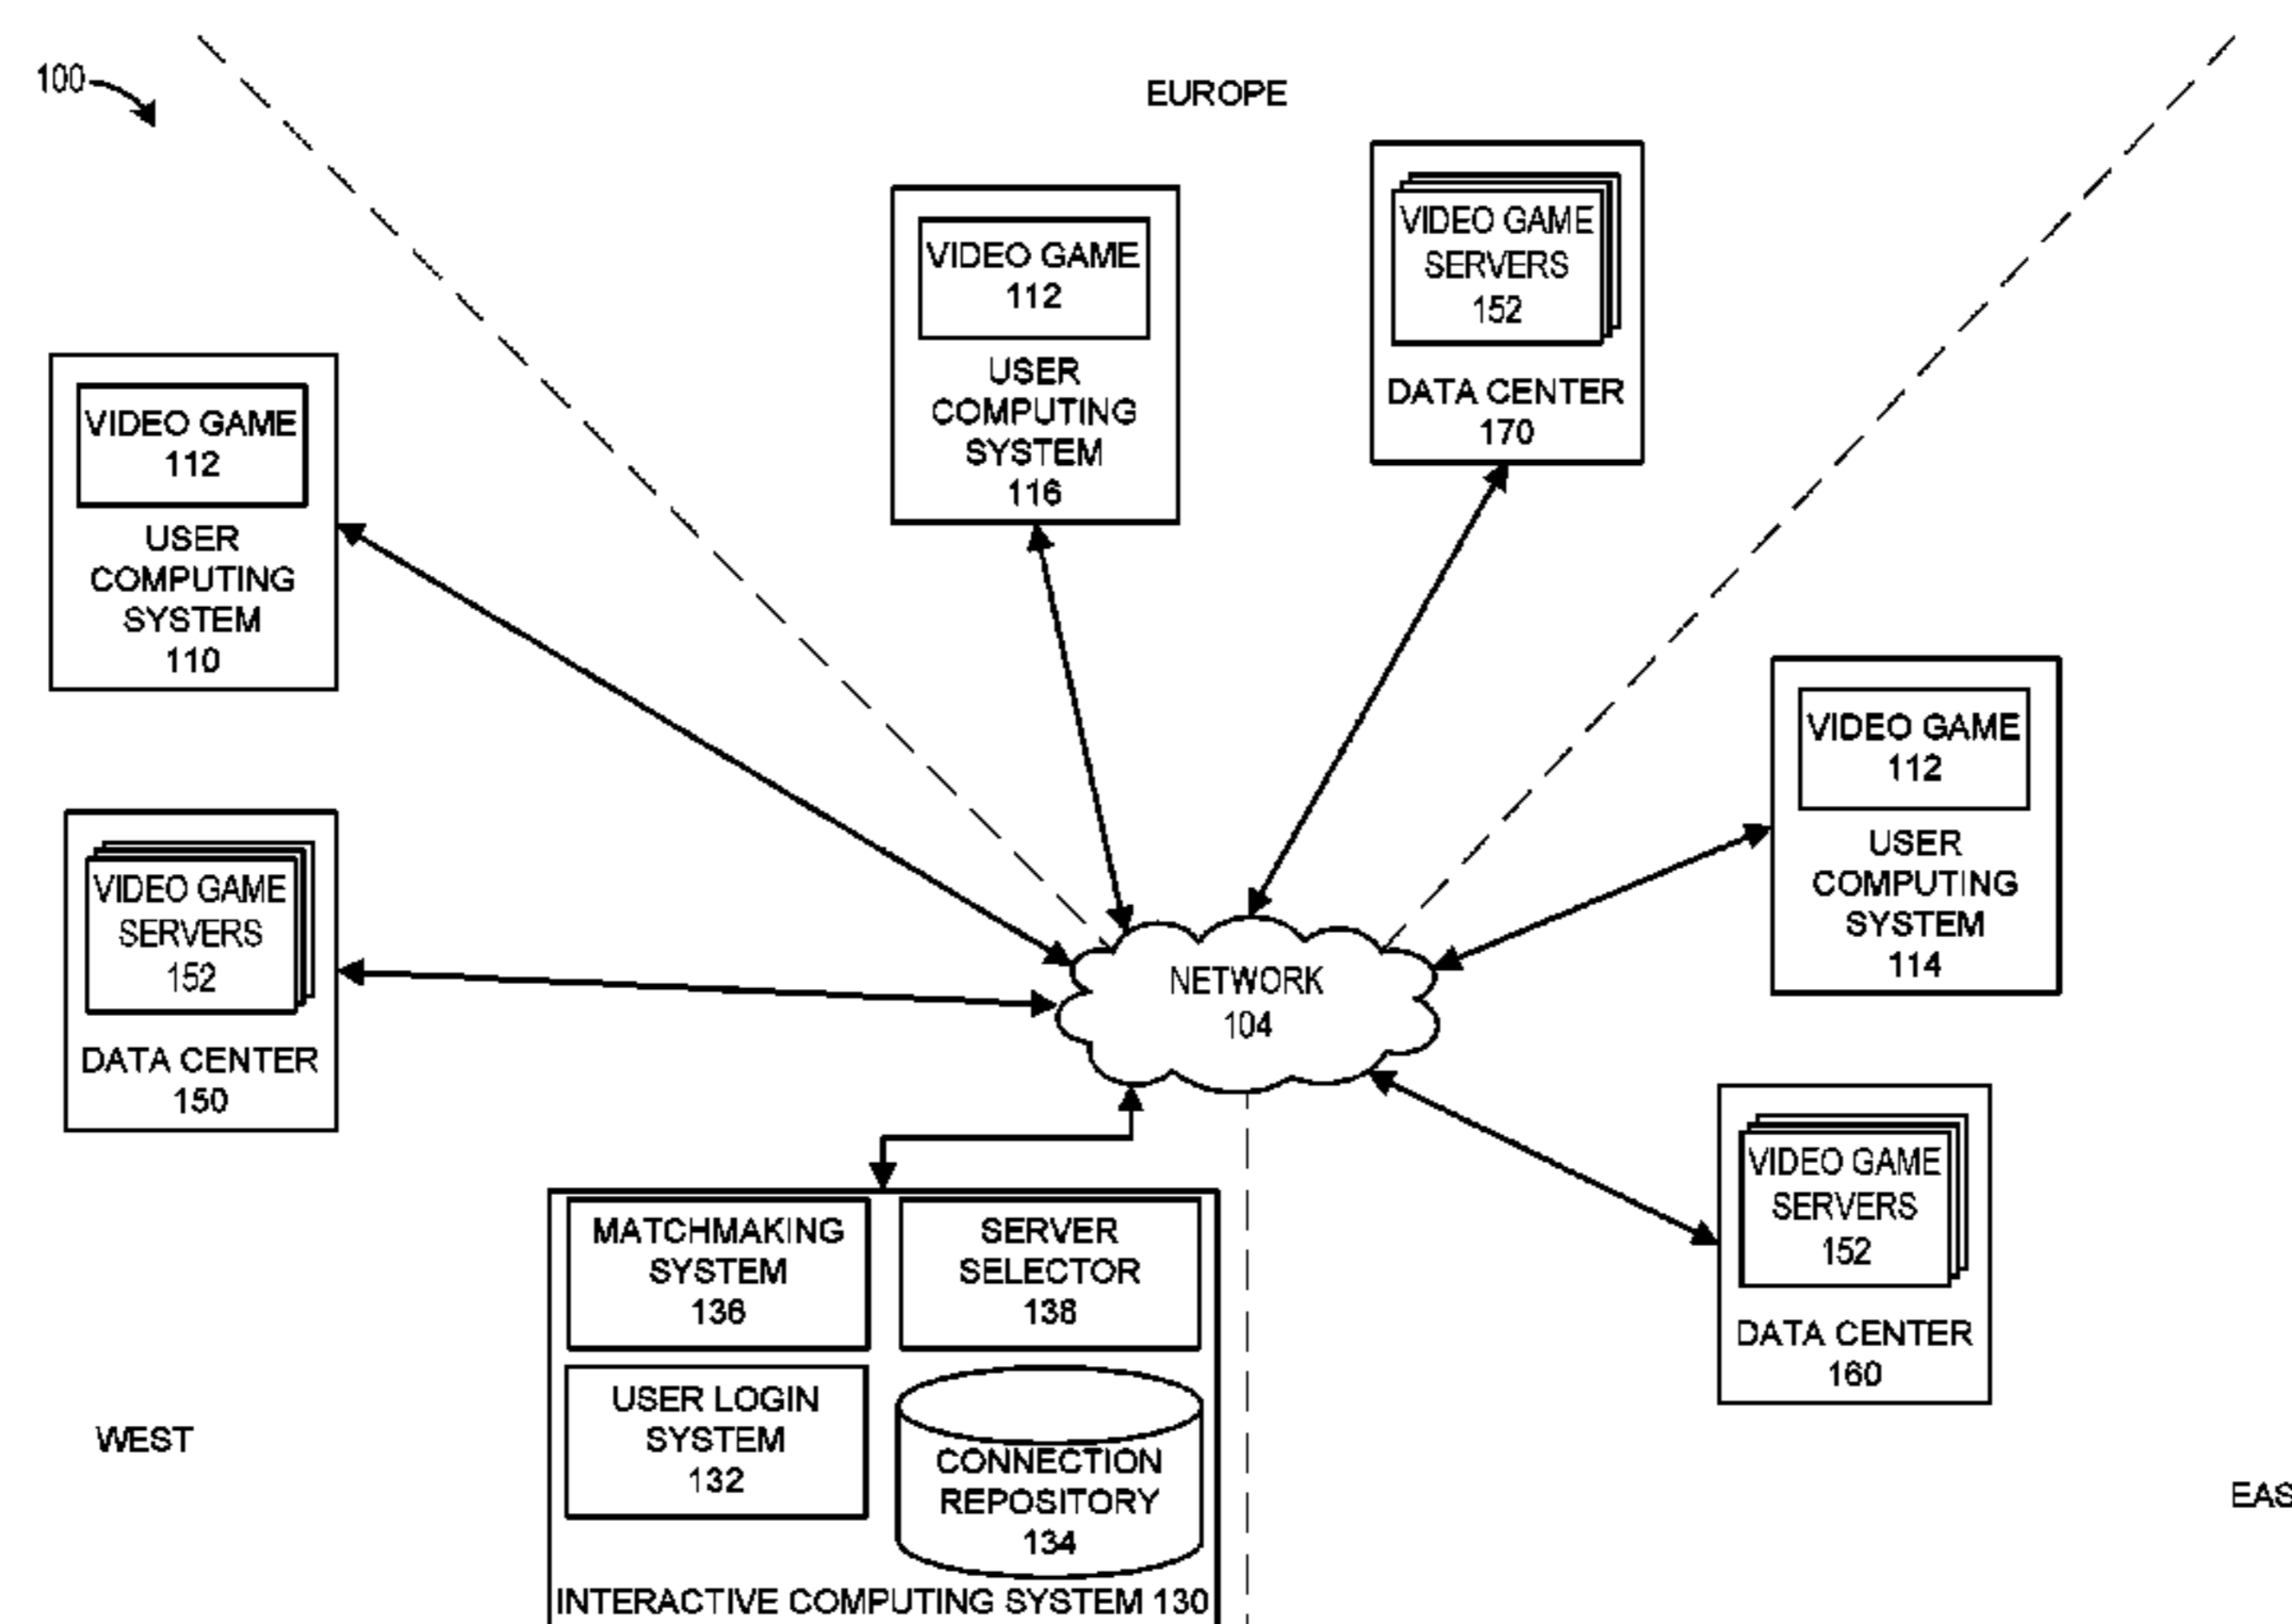 100
EUROPE
VIDEO GAME
112
USER
COMPUTING
SYSTEM
116
VIDEO GAME
SERVERS
152
DATA CENTER
170
VIDEO GAME
112
USER
COMPUTING
SYSTEM
110
VIDEO GAME
112
USER
COMPUTING
SYSTEM
114
VIDEO GAME
SERVERS
152
DATA CENTER
150
NETWORK
104
VIDEO GAME
SERVERS
152
DATA CENTER
160
MATCHMAKING
SYSTEM
136
SERVER
SELECTOR
138
USER LOGIN
SYSTEM
132
CONNECTION
REPOSITORY
134
INTERACTIVE COMPUTING SYSTEM 130
WEST
EAS